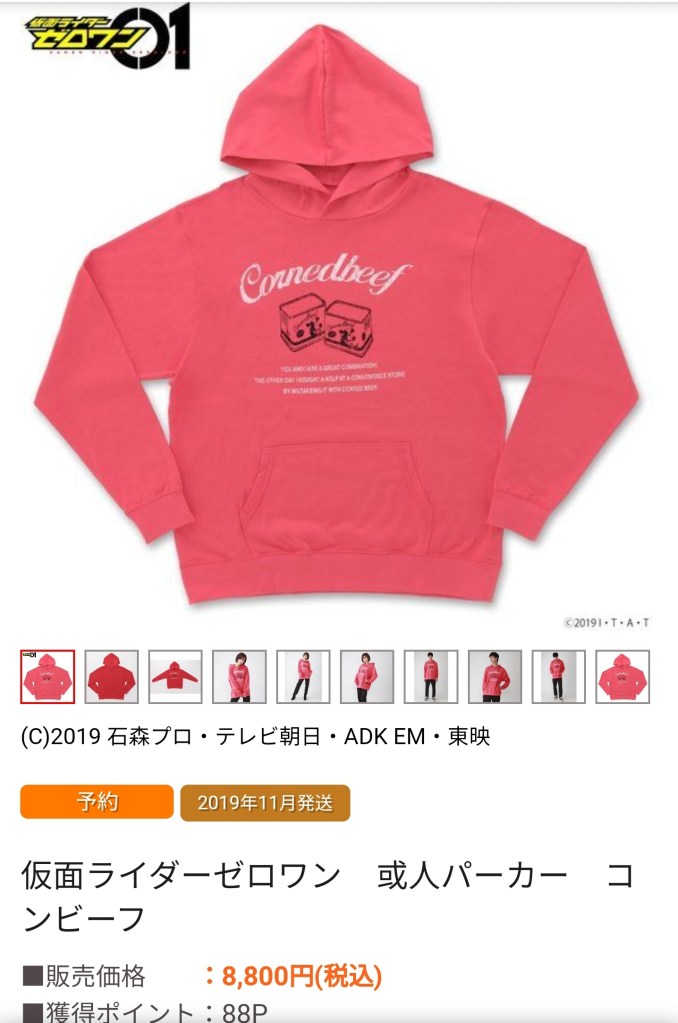 仮面ライダー
ゼロワン
01
Cornedbeef
YOU AND I ARE A GREAT COMBINATION!
THE OTHER DAY I BOUGHT A KELP AT A CONVENIENCE STORE
BY MISTAKING IT WITH CORNED BEEF.
©2019 I・T・A・T
(C)2019 石森プロ・テレビ朝日・ADK EM・東映
予約
2019年11月発送
仮面ライダーゼロワン　或人パーカー　コ
ンビーフ
■販売価格　　：8,800円(税込)
■獲得ポイント：88P